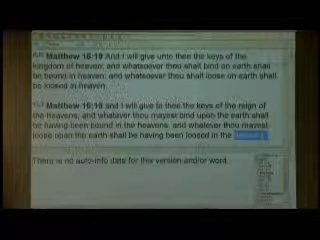 Matthew 16:19 And I will give unto thee the keys of the
kingdom of heaven: and whatsoever thou shalt bind on earth shall
be bound in heaven: and whatsoever thou shalt loose on earth shall
be loosed in heaven.
Matthew 16:19 and I will give to thee the keys of the reign of
the heavens, and whatever thou mayest bind upon the earth shall
be having been bound in the heavens, and whatever thou mayest
loose upon the earth shall be having been loosed in the
There is no auto-info data for this version and/or word.